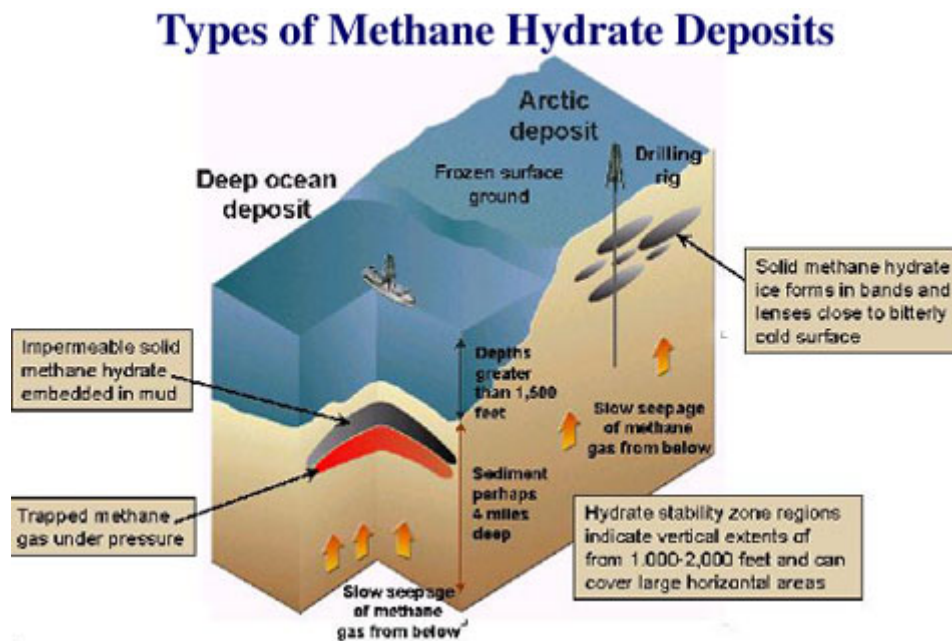 Types of Methane Hydrate Deposits
Arctic
deposit
Drilling
rig
Frozen surface
ground
Deep ocean
deposit
Solid methane hydrate
ice forms in bands and
lenses close to bitterly
cold surface
Impermeable solid
methane hydrate
embedded in mud
Depths
greater
than 1,500
feet
Slow seepage
of methane
gas from below
Sediment
perhaps
4 miles
deep
Trapped methane
gas under pressure
Hydrate stability zone regions
indicate vertical extents of
from 1.000-2,000 feet and can
cover large horizontal areas
Slow seepage
of methane
gas from below